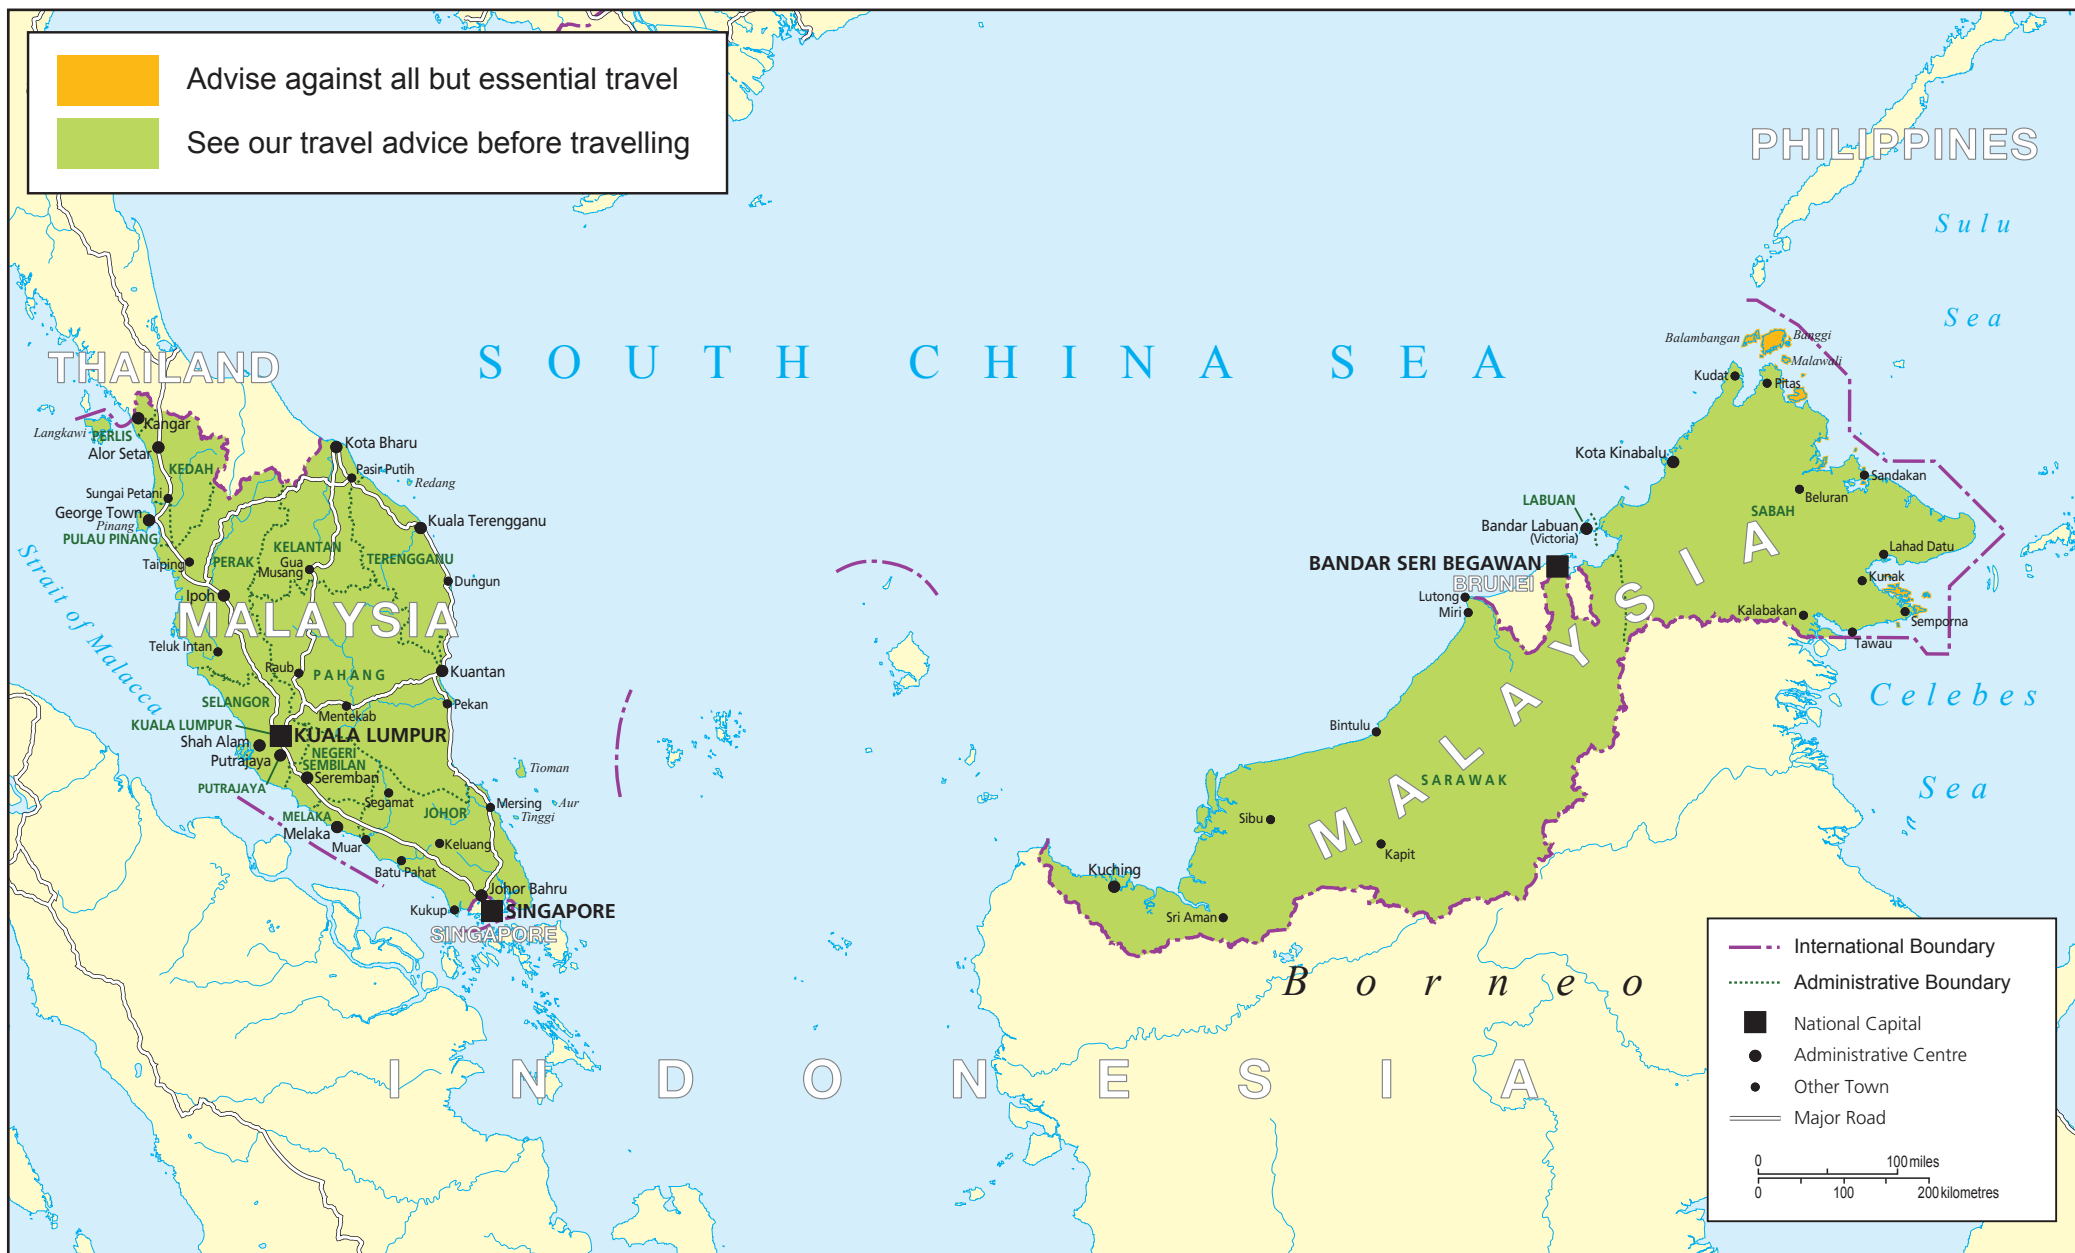 Advise against all but essential travel
See our travel advice before travelling
PHILIPPINES
Sulu
Sea
SOUTH CHINA SEA
THAILAND
Langkawi
PERLIS
Kangar
Alor Setar
KEDAH
Kota Bharu
Pasir Putih
Redang
Sungai Petani
George Town
Pinang
PULAU PINANG
Kuala Terengganu
KELANTAN
Gua
Musang
TERENGGANU
Taiping
PERAK
Dungun
Ipoh
MALAYSIA
Strait of Malacca
Teluk Intan
Raub
PAHANG
Kuantan
SELANGOR
Mentekab
Pekan
KUALA LUMPUR
KUALA LUMPUR
Shah Alam
Putrajaya
NEGERI
SEMBILAN
Seremban
PUTRAJAYA
Segamat
Tioman
MELAKA
Melaka
JOHOR
Mersing
Aur
Tinggi
Muar
Keluang
Batu Pahat
Johor Bahru
Kukup
SINGAPORE
SINGAPORE
Balambangan
Banggi
Malawali
Kudat
Pitas
Kota Kinabalu
Sandakan
Beluran
LABUAN
SABAH
Bandar Labuan
(Victoria)
BANDAR SERI BEGAWAN
BRUNEI
Lahad Datu
Kunak
Lutong
Miri
Kalabakan
Semporna
Tawau
MALAYSIA
Celebes
Sea
Bintulu
SARAWAK
Sibu
Kapit
Kuching
Sri Aman
Borneo
INDONESIA
International Boundary
Administrative Boundary
National Capital
Administrative Centre
Other Town
Major Road
0 100 miles
0 100 200 kilometres